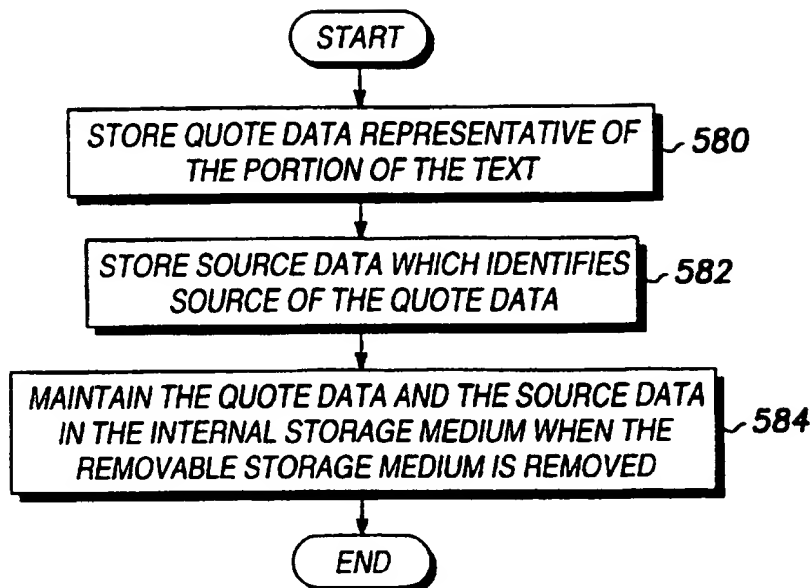 START
STORE QUOTE DATA REPRESENTATIVE OF
THE PORTION OF THE TEXT
580
STORE SOURCE DATA WHICH IDENTIFIES
SOURCE OF THE QUOTE DATA
582
MAINTAIN THE QUOTE DATA AND THE SOURCE DATA
IN THE INTERNAL STORAGE MEDIUM WHEN THE
REMOVABLE STORAGE MEDIUM IS REMOVED
584
END